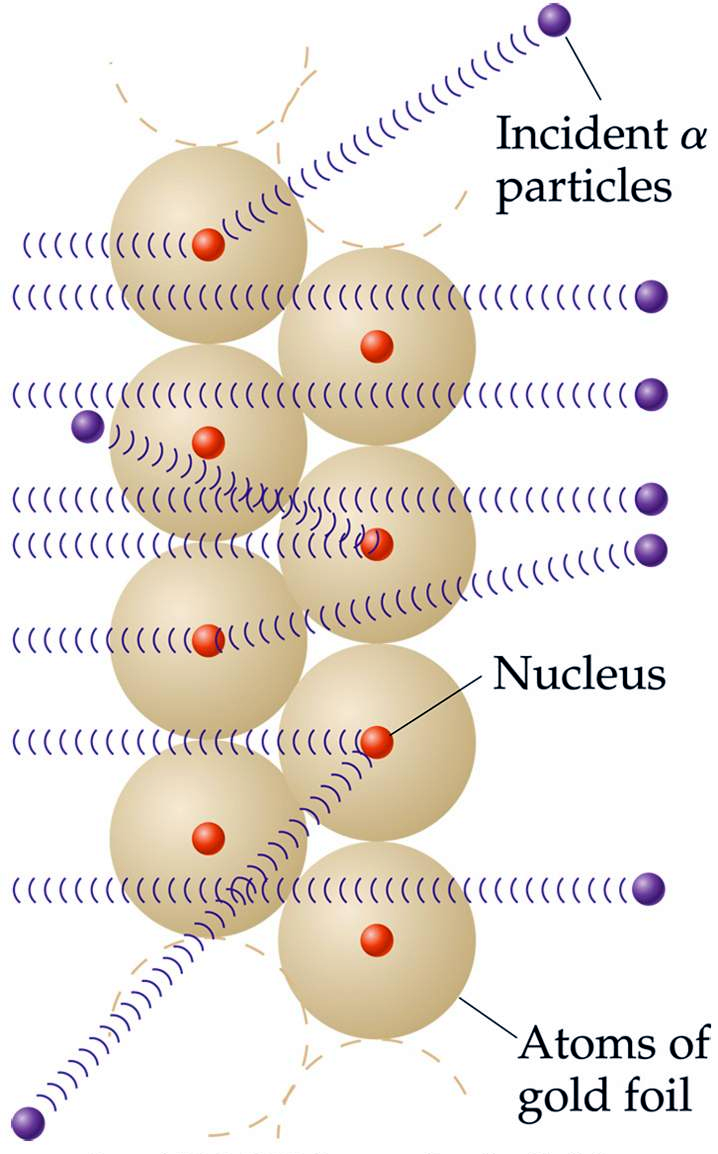 Incident α
particles
Nucleus
Atoms of
gold foil